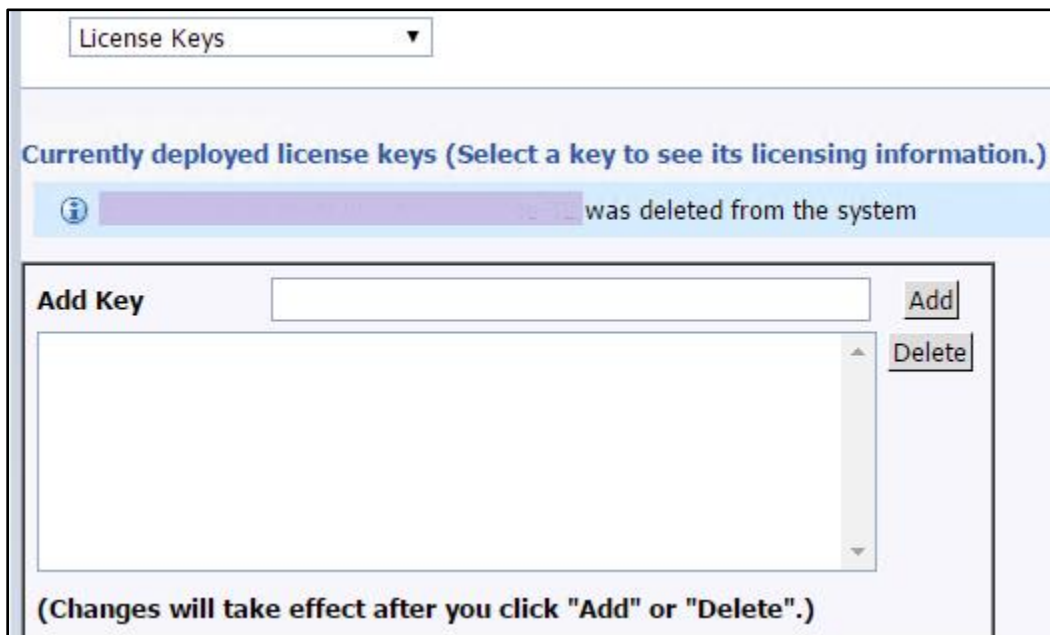 License Keys
Currently deployed license keys (Select a key to see its licensing information.)
was deleted from the system
Add Key
Add
Delete
(Changes will take effect after you click "Add" or "Delete".)